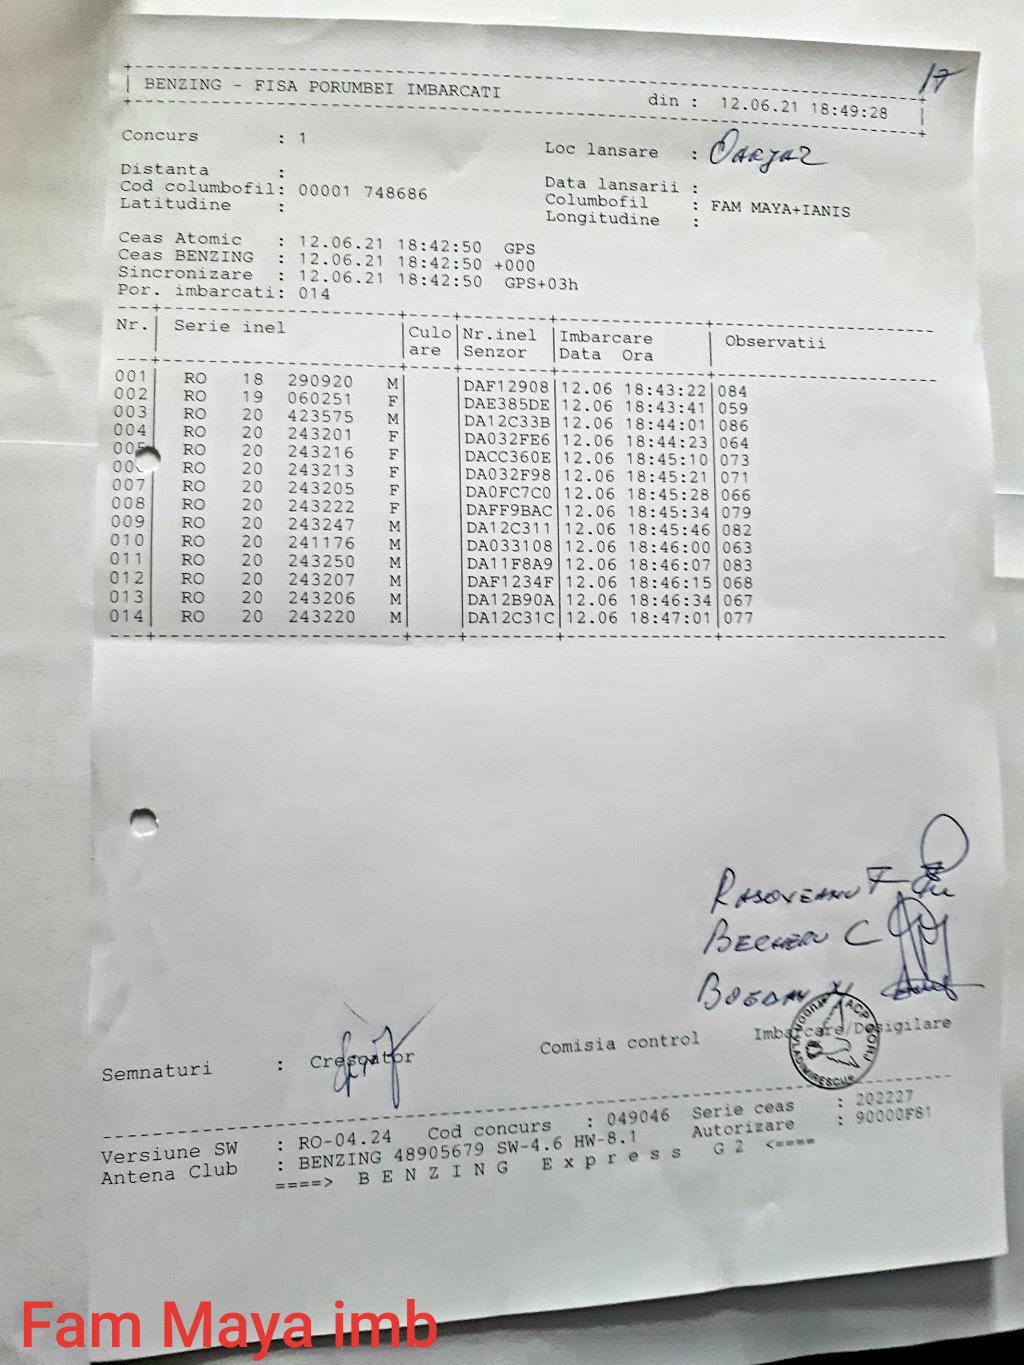 17
BENZING - FISA PORUMBEI IMBARCATI din : 12.06.21 18:49:28
Concurs : 1 Loc lansare :
Distanta : Data lansarii :
Cod columbofil: 00001 748686 Columbofil : FAM MAYA+IANIS
Latitudine : Longitudine :
Ceas Atomic : 12.06.21 18:42:50 GPS
Ceas BENZING : 12.06.21 18:42:50 +000
Sincronizare : 12.06.21 18:42:50 GPS+03h
Por. imbarcati: 014
Nr. | Serie inel | Culo | Nr.inel | Imbarcare | Observatii
are | Senzor | Data Ora
001 | RO 18 290920 M | | DAF12908 | 12.06 18:43:22 | 084
002 | RO 19 060251 F | | DAE385DE | 12.06 18:43:41 | 059
003 | RO 20 423575 M | | DA12C33B | 12.06 18:44:01 | 086
004 | RO 20 243201 F | | DA032FE6 | 12.06 18:44:23 | 064
005 | RO 20 243216 F | | DACC360E | 12.06 18:45:10 | 073
00 | RO 20 243213 F | | DA032F98 | 12.06 18:45:21 | 071
007 | RO 20 243205 F | | DA0FC7C0 | 12.06 18:45:28 | 066
008 | RO 20 243222 F | | DAFF9BAC | 12.06 18:45:34 | 079
009 | RO 20 243247 M | | DA12C311 | 12.06 18:45:46 | 082
010 | RO 20 241176 M | | DA033108 | 12.06 18:46:00 | 063
011 | RO 20 243250 M | | DA11F8A9 | 12.06 18:46:07 | 083
012 | RO 20 243207 M | | DAF1234F | 12.06 18:46:15 | 068
013 | RO 20 243206 M | | DA12B90A | 12.06 18:46:34 | 067
014 | RO 20 243220 M | | DA12C31C | 12.06 18:47:01 | 077
RASOVEANU F
BECHERU C
BOGDAN
Semnaturi : Crescator Comisia control Imbarcare/Desigilare
ACP GORJ
Versiune SW : RO-04.24 Cod concurs : 049046 Serie ceas : 202227
Antena Club : BENZING 48905679 SW-4.6 HW-8.1 Autorizare : 90000F81
====> B E N Z I N G E x p r e s s G 2 <====
Fam Maya imb